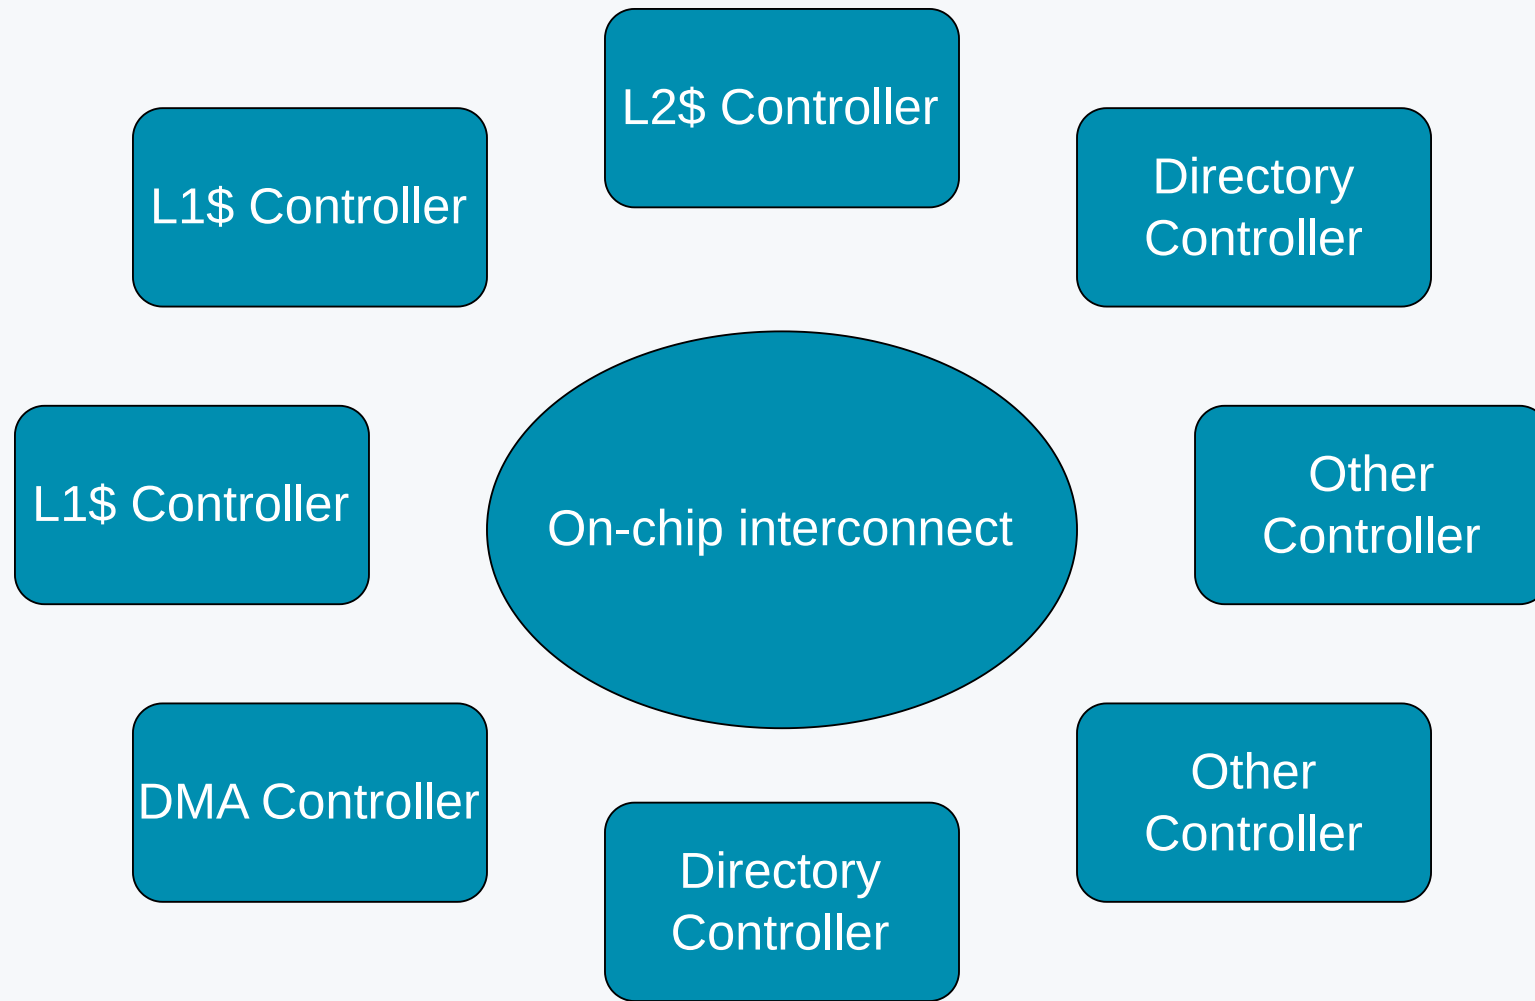 L2$ Controller
L1$ Controller
Directory
Controller
L1$ Controller
On-chip interconnect
Other
Controller
DMA Controller
Other
Controller
Directory
Controller